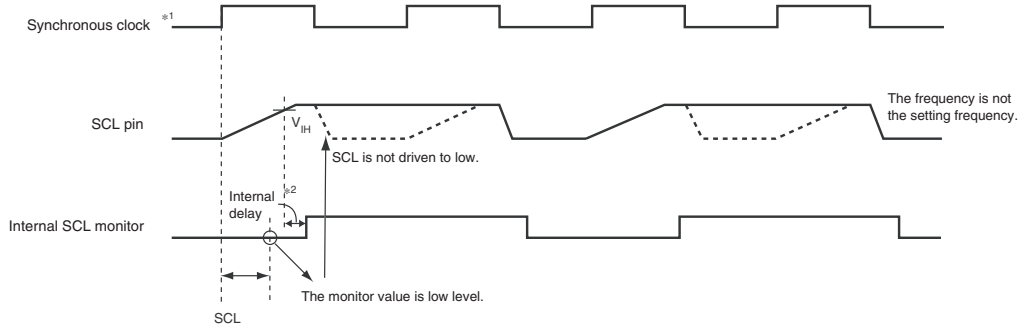 Synchronous clock *1
SCL pin
VIH
The frequency is not
the setting frequency.
SCL is not driven to low.
Internal *2
delay
Internal SCL monitor
The monitor value is low level.
SCL